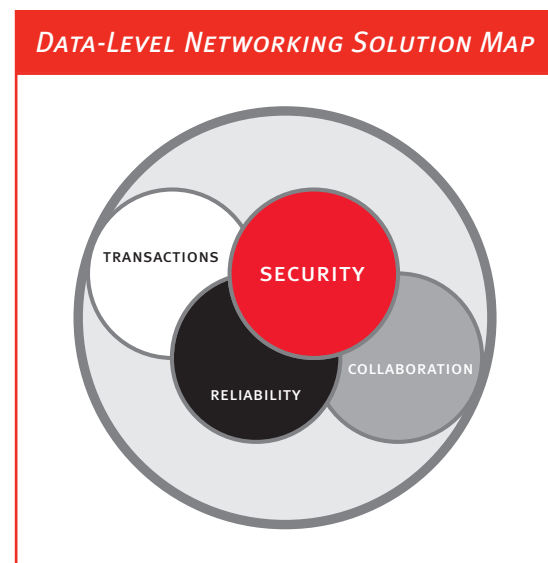 Data-Level Networking Solution Map
TRANSACTIONS
SECURITY
COLLABORATION
RELIABILITY